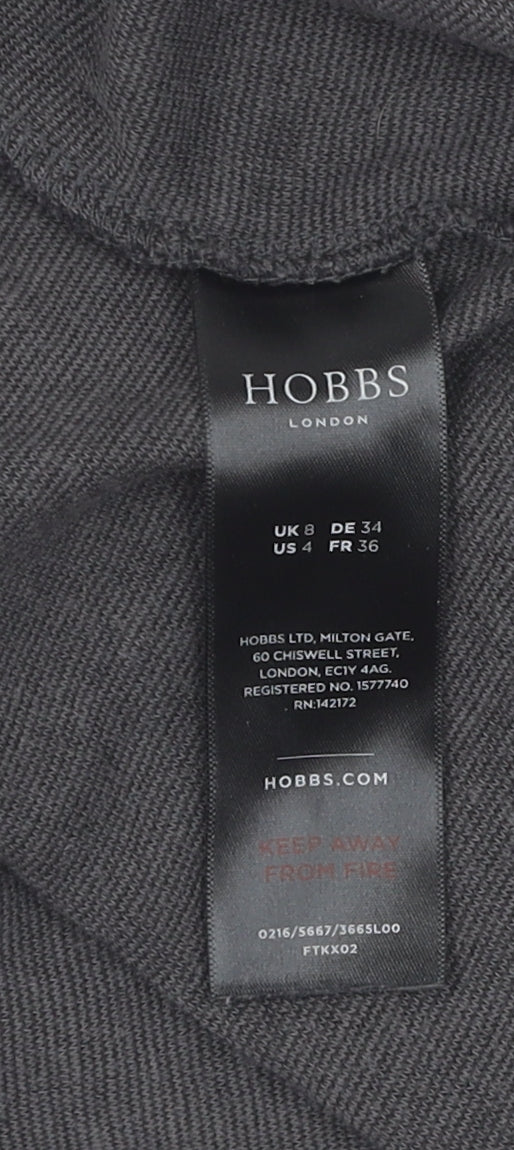 HOBBS
LONDON
UK 8 DE 34
US 4 FR 36
HOBBS LTD, MILTON GATE,
60 CHISWELL STREET,
LONDON, EC1Y 4AG.
REGISTERED NO. 1577740
RN:142172
HOBBS.COM
KEEP AWAY
FROM FIRE
0216/5667/3665L00
FTKX02